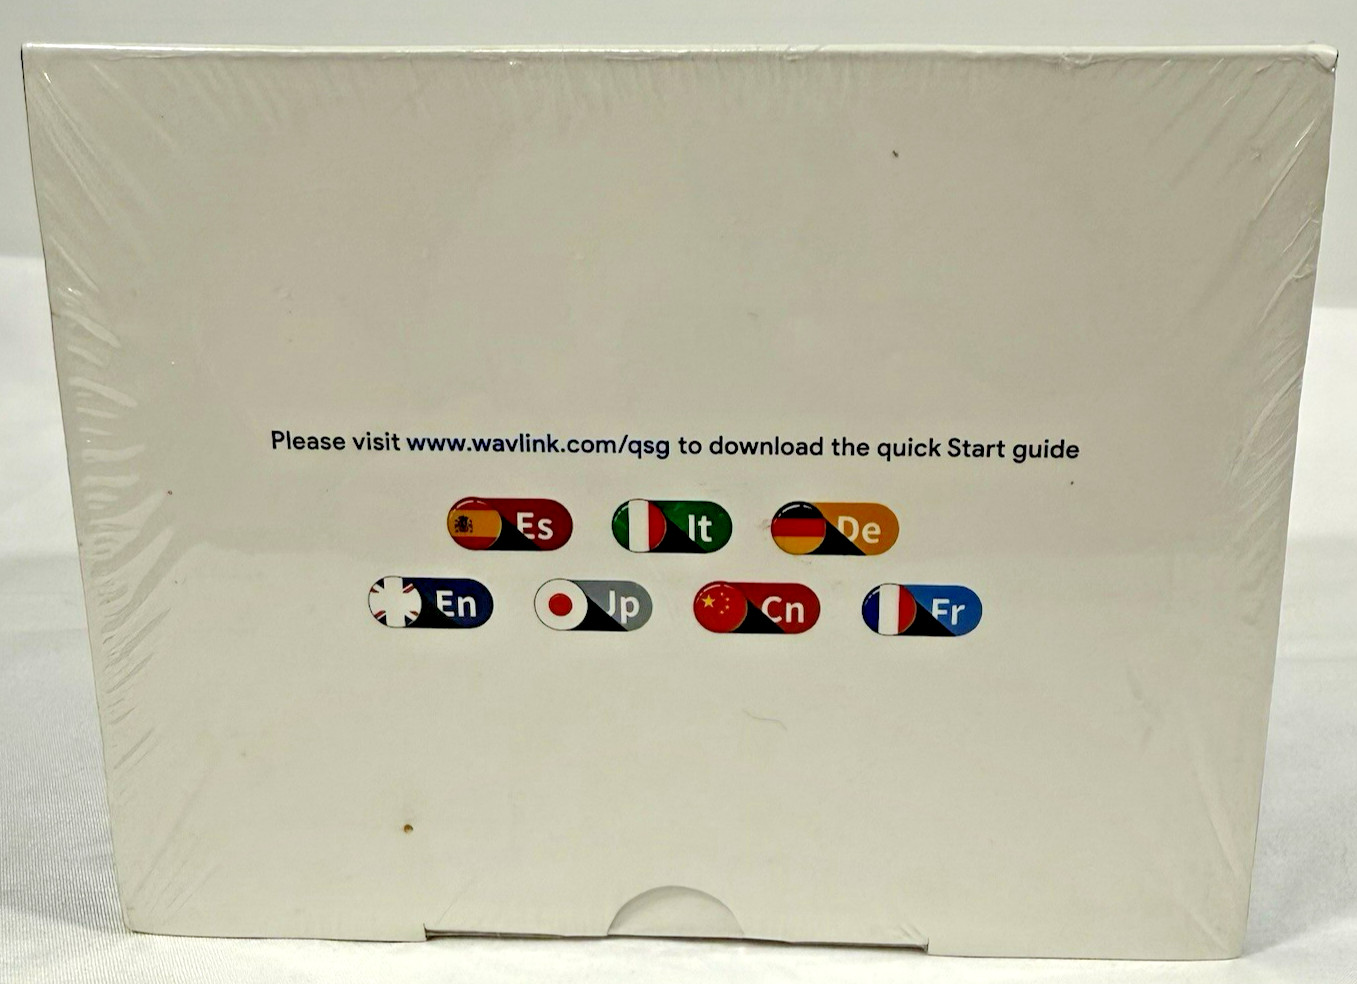 Please visit www.wavlink.com/qsg to download the quick Start guide
Es It De
En Jp Cn Fr